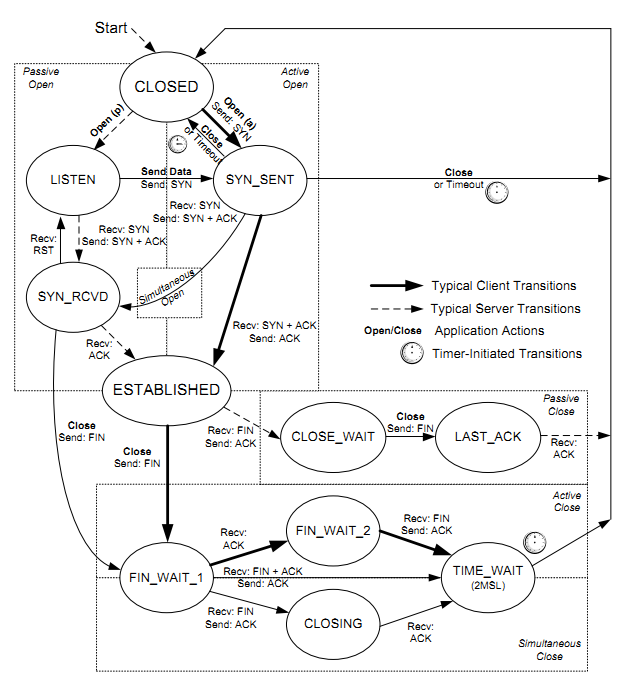 Start
Passive
Open
Active
Open
CLOSED
Open (p)
Open (a)
Send: SYN
Close
or Timeout
LISTEN
Send Data
Send: SYN
SYN_SENT
Close
or Timeout
Recv: SYN
Send: SYN + ACK
Recv: SYN
Send: SYN + ACK
Recv:
RST
SYN_RCVD
Simultaneous
Open
Typical Client Transitions
Typical Server Transitions
Open/Close Application Actions
Timer-Initiated Transitions
Recv: SYN + ACK
Send: ACK
Recv:
ACK
ESTABLISHED
Passive
Close
Close
Send: FIN
Close
Send: FIN
Recv: FIN
Send: ACK
CLOSE_WAIT
Close
Send: FIN
LAST_ACK
Recv:
ACK
Active
Close
Recv:
ACK
FIN_WAIT_2
Recv: FIN
Send: ACK
FIN_WAIT_1
Recv: FIN + ACK
Send: ACK
TIME_WAIT
(2MSL)
Recv: FIN
Send: ACK
CLOSING
Recv:
ACK
Simultaneous
Close